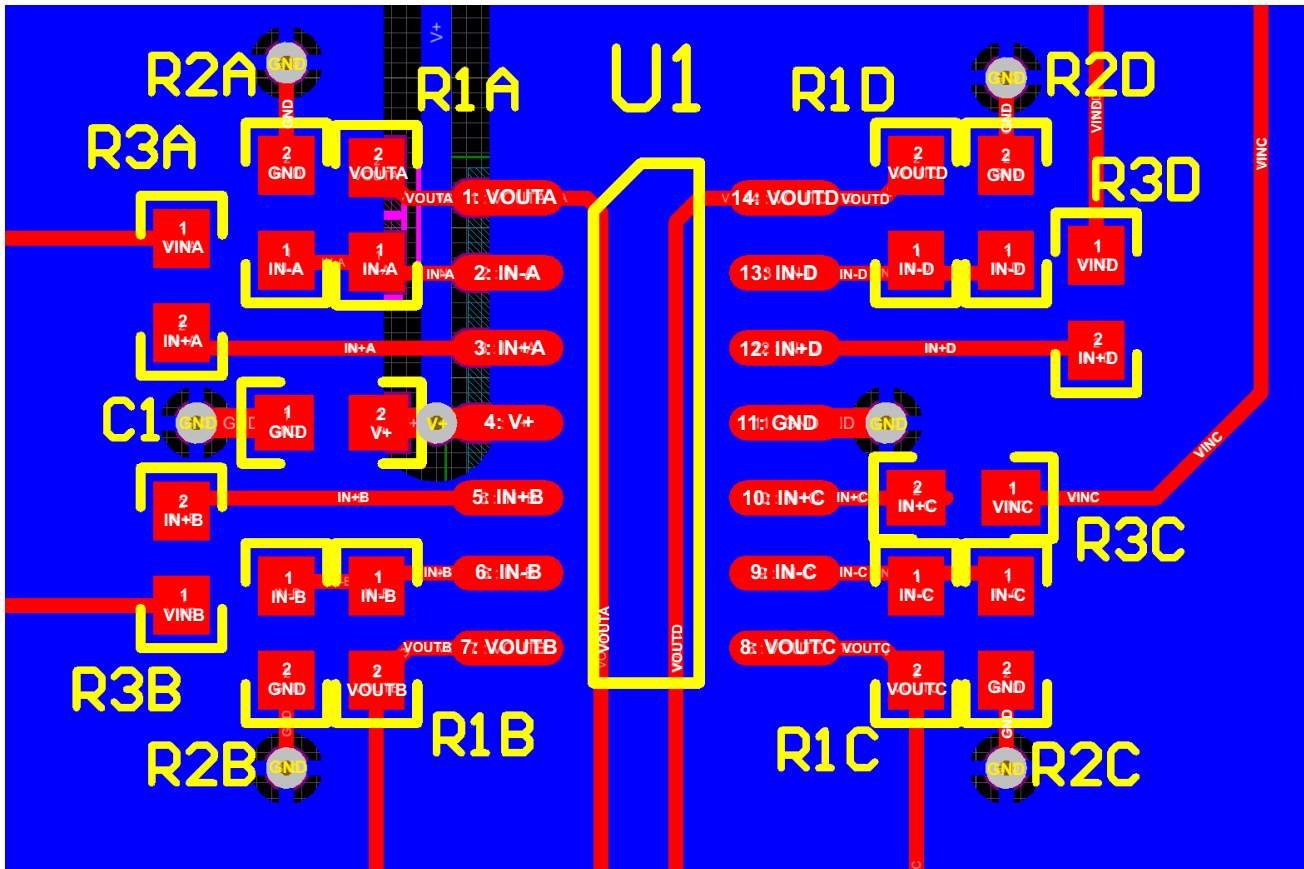 V+
R2A
GND
GND
R1A
U1
R1D
GND
R2D
GND
VIND
VINC
R3A
2
GND
2
VOUTA
VOUTA
1: VOUTA
14: VOUTD
VOUTD
2
VOUTD
2
GND
R3D
1
VINA
1
IN-A
1
IN-A
IN-A
2: IN-A
13: IN-D
IN-D
1
IN-D
1
IN-D
1
VIND
2
IN+A
IN+A
3: IN+A
12: IN+D
IN+D
2
IN+D
C1
GND
GND
1
GND
2
V+
V+
4: V+
11: GND
GND
VINC
2
IN+B
IN+B
5: IN+B
10: IN+C
IN+C
2
IN+C
1
VINC
VINC
R3C
1
VINB
1
IN-B
1
IN-B
IN-B
6: IN-B
9: IN-C
IN-C
1
IN-C
1
IN-C
R3B
2
GND
2
VOUTB
VOUTB
7: VOUTB
VOUTA
VOUTD
8: VOUTC
VOUTC
2
VOUTC
2
GND
GND
GND
R2B
GND
R1B
R1C
GND
R2C